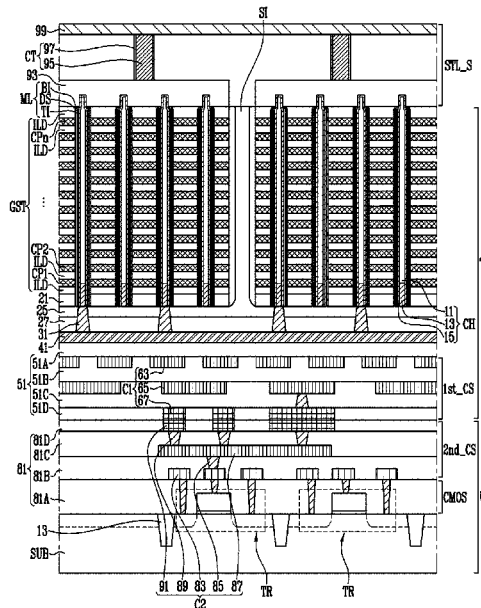 SI
99
97
CT
95
STL_S
93
BI
ML
DS
TI
ILD
CPn
ILD
GST
CP2
ILD
CP1
ILD
21
25
27
31
41
11
13
CH
15
51A
51
51B
51C
51D
63
C1
65
67
1st_CS
81D
81C
81
81B
81A
2nd_CS
CMOS
13
SUB
91
89
83
85
87
C2
TR
TR